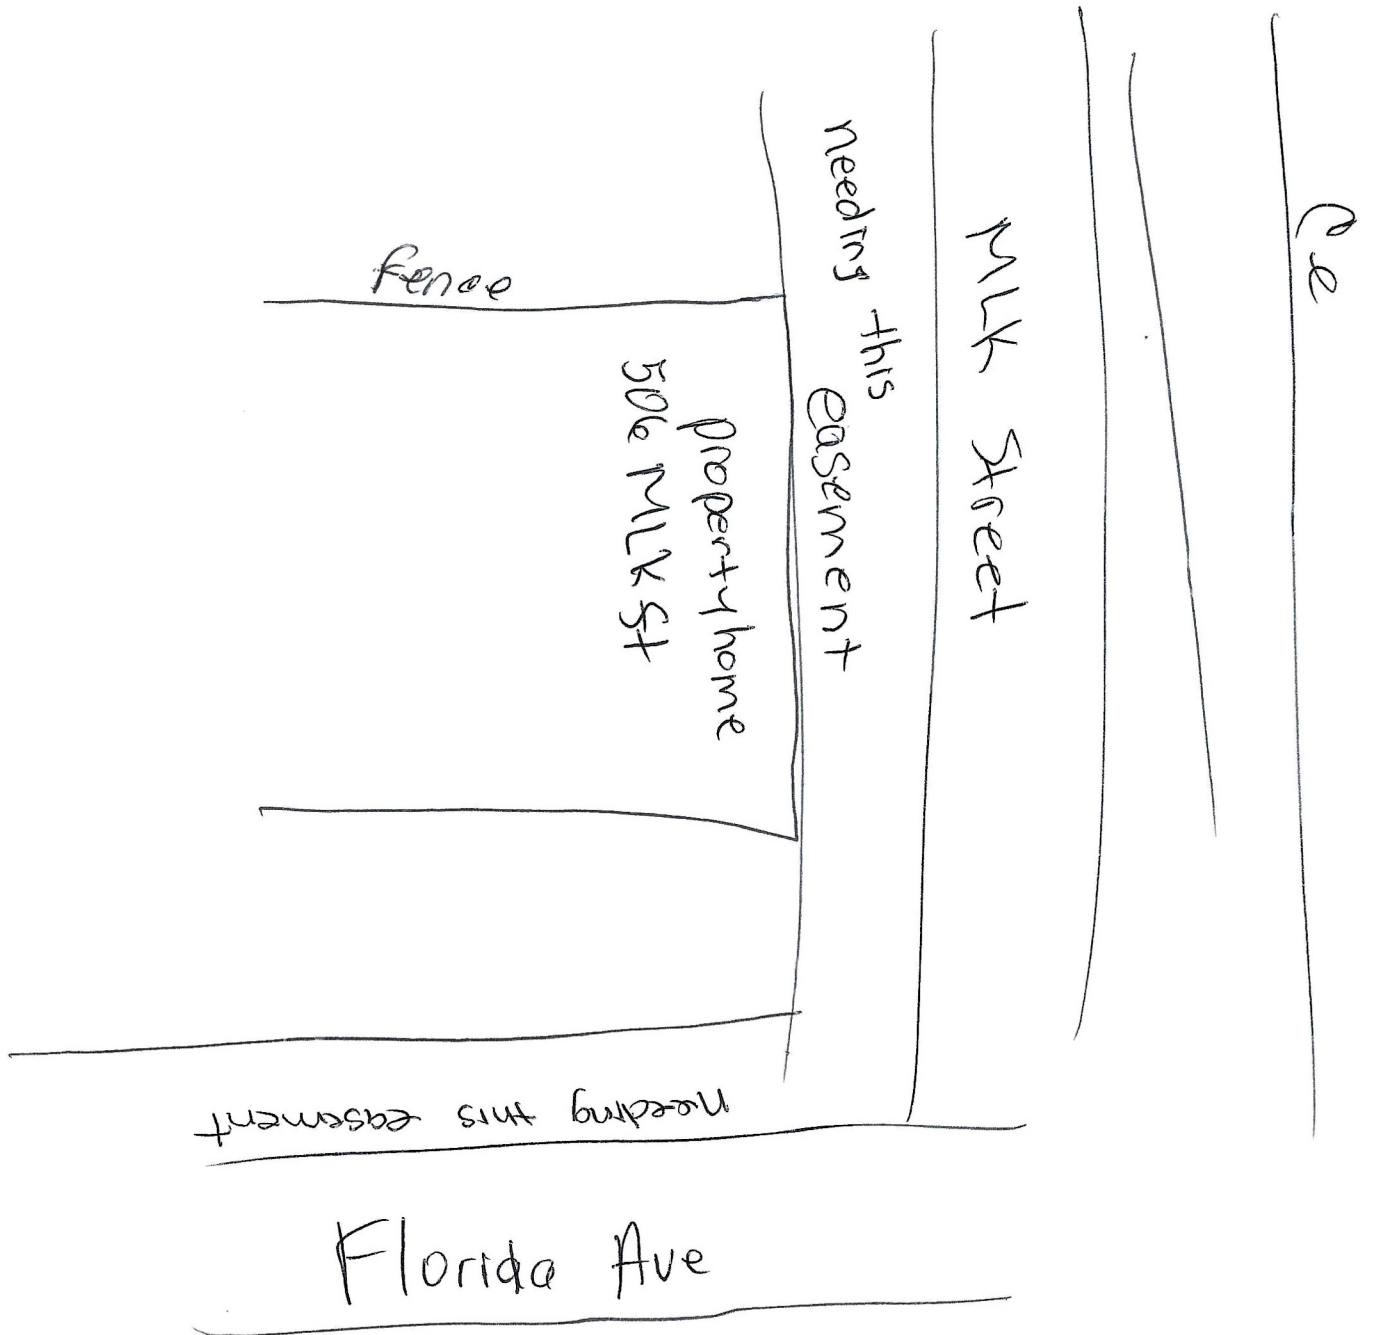 Fence
needing this
easement
MLK Street
property/home
506 MLK St
needing this easement
Florida Ave